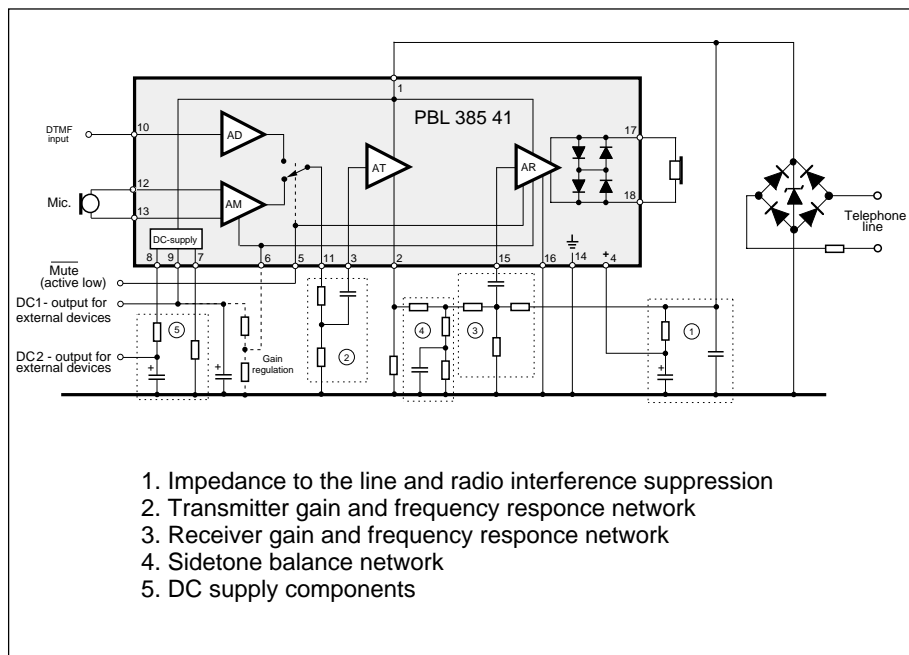 1
PBL 385 41
10
17
DTMF
input
AD
AT
AR
12
18
Mic.
AM
13
Telephone
line
DC-supply
8 9 7 6 5 11 3 2 15 16 14 + 4
Mute
(active low)
DC1 - output for
external devices
5
4
3
1
2
DC2 - output for
external devices
+
+
Gain
regulation
+
1. Impedance to the line and radio interference suppression
2. Transmitter gain and frequency responce network
3. Receiver gain and frequency responce network
4. Sidetone balance network
5. DC supply components